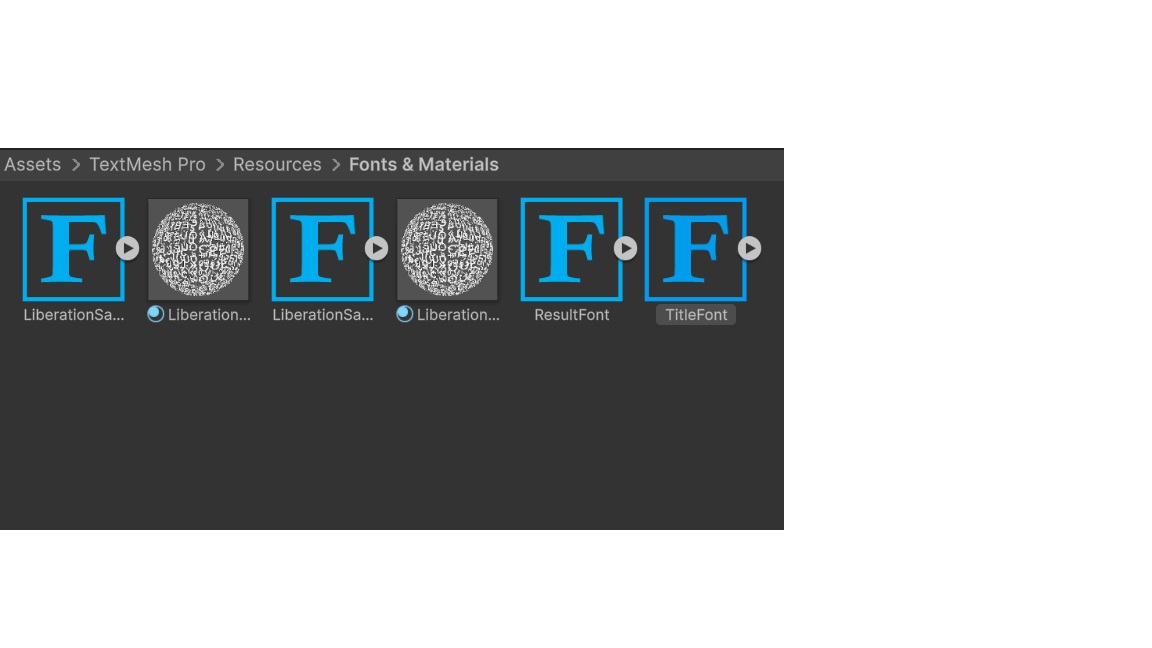 Assets > TextMesh Pro > Resources > Fonts & Materials
F F F F
LiberationSa... Liberation... LiberationSa... Liberation... ResultFont TitleFont